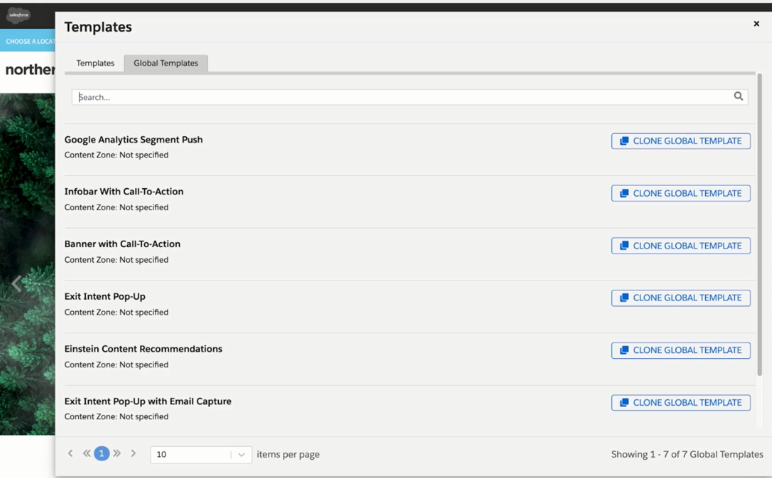 salesforce
Templates
×
CHOOSE A LOCAT
Templates
Global Templates
norther
Search...
Google Analytics Segment Push
CLONE GLOBAL TEMPLATE
Content Zone: Not specified
Infobar With Call-To-Action
CLONE GLOBAL TEMPLATE
Content Zone: Not specified
Banner with Call-To-Action
CLONE GLOBAL TEMPLATE
Content Zone: Not specified
Exit Intent Pop-Up
CLONE GLOBAL TEMPLATE
Content Zone: Not specified
Einstein Content Recommendations
CLONE GLOBAL TEMPLATE
Content Zone: Not specified
Exit Intent Pop-Up with Email Capture
CLONE GLOBAL TEMPLATE
Content Zone: Not specified
1
10
items per page
Showing 1 - 7 of 7 Global Templates